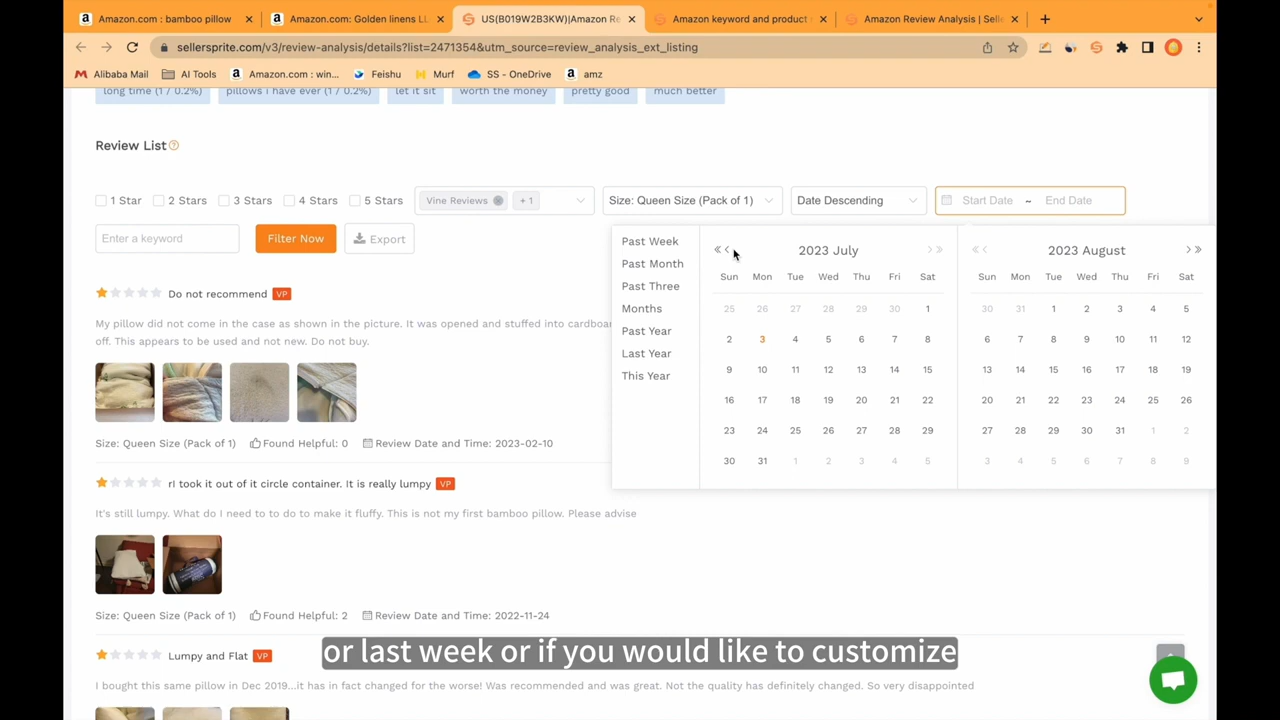 Amazon.com : bamboo pillow
Amazon.com: Golden linens LL
US(B019W2B3KW)|Amazon Re
Amazon keyword and product
Amazon Review Analysis | Selle
sellersprite.com/v3/review-analysis/details?list=2471354&utm_source=review_analysis_ext_listing
Alibaba Mail
AI Tools
Amazon.com : win...
Feishu
Murf
SS - OneDrive
amz
long time (1 / 0.2%)
pillows i have ever (1 / 0.2%)
let it sit
worth the money
pretty good
much better
Review List
1 Star
2 Stars
3 Stars
4 Stars
5 Stars
Vine Reviews
+ 1
Size: Queen Size (Pack of 1)
Date Descending
Start Date ~ End Date
Enter a keyword
Filter Now
Export
Past Week
Past Month
Past Three
Months
Past Year
Last Year
This Year
2023 July
Sun Mon Tue Wed Thu Fri Sat
25 26 27 28 29 30 1
2 3 4 5 6 7 8
9 10 11 12 13 14 15
16 17 18 19 20 21 22
23 24 25 26 27 28 29
30 31 1 2 3 4 5
2023 August
Sun Mon Tue Wed Thu Fri Sat
30 31 1 2 3 4 5
6 7 8 9 10 11 12
13 14 15 16 17 18 19
20 21 22 23 24 25 26
27 28 29 30 31 1 2
3 4 5 6 7 8 9
Do not recommend VP
My pillow did not come in the case as shown in the picture. It was opened and stuffed into cardboa
off. This appears to be used and not new. Do not buy.
Size: Queen Size (Pack of 1) Found Helpful: 0 Review Date and Time: 2023-02-10
rI took it out of it circle container. It is really lumpy VP
It's still lumpy. What do I need to to do to make it fluffy. This is not my first bamboo pillow. Please advise
Size: Queen Size (Pack of 1) Found Helpful: 2 Review Date and Time: 2022-11-24
or last week or if you would like to customize
Lumpy and Flat VP
I bought this same pillow in Dec 2019...it has in fact changed for the worse! Was recommended and was great. Not the quality has definitely changed. So very disappointed